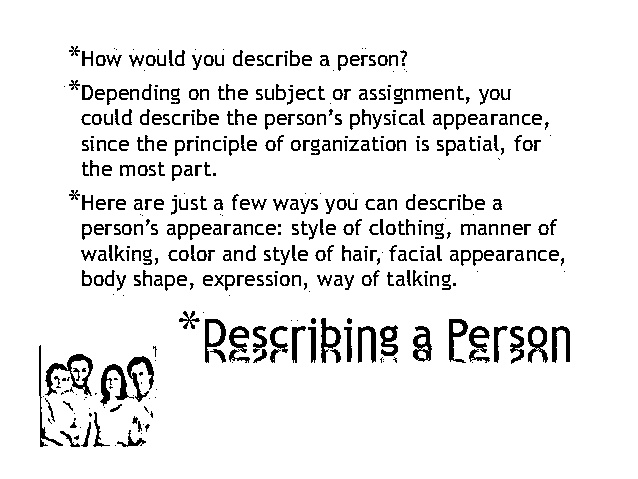 *How would you describe a person?
*Depending on the subject or assignment, you
could describe the person's physical appearance,
since the principle of organization is spatial, for
the most part.
*Here are just a few ways you can describe a
person's appearance: style of clothing, manner of
walking, color and style of hair, facial appearance,
body shape, expression, way of talking.
*Describing a Person